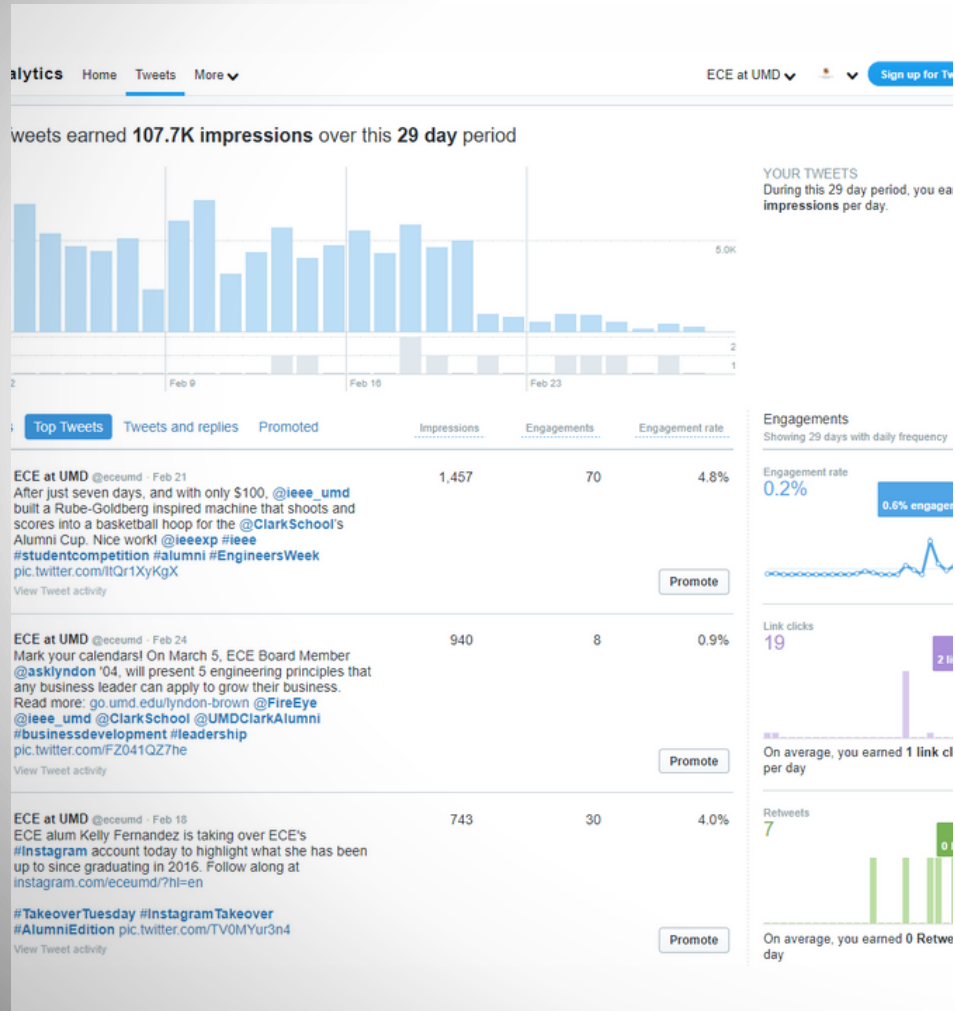 alytics Home Tweets More ECE at UMD Sign up for Tw
weets earned 107.7K impressions over this 29 day period
YOUR TWEETS
During this 29 day period, you ear
impressions per day.
5.0K
2
1
2 Feb 9 Feb 16 Feb 23
s Top Tweets Tweets and replies Promoted Impressions Engagements Engagement rate
ECE at UMD @eceumd · Feb 21 1,457 70 4.8%
After just seven days, and with only $100, @ieee_umd
built a Rube-Goldberg inspired machine that shoots and
scores into a basketball hoop for the @ClarkSchool's
Alumni Cup. Nice work! @ieeexp #ieee
#studentcompetition #alumni #EngineersWeek
pic.twitter.com/ItQr1XyKgX
View Tweet activity
Promote
ECE at UMD @eceumd · Feb 24 940 8 0.9%
Mark your calendars! On March 5, ECE Board Member
@asklyndon '04, will present 5 engineering principles that
any business leader can apply to grow their business.
Read more: go.umd.edu/lyndon-brown @FireEye
@ieee_umd @ClarkSchool @UMDClarkAlumni
#businessdevelopment #leadership
pic.twitter.com/FZ041QZ7he
View Tweet activity
Promote
ECE at UMD @eceumd · Feb 18 743 30 4.0%
ECE alum Kelly Fernandez is taking over ECE's
#Instagram account today to highlight what she has been
up to since graduating in 2016. Follow along at
instagram.com/eceumd/?hl=en
#TakeoverTuesday #InstagramTakeover
#AlumniEdition pic.twitter.com/TV0MYur3n4
View Tweet activity
Promote
Engagements
Showing 29 days with daily frequency
Engagement rate
0.2%
0.6% engagem
Link clicks
19
2 li
On average, you earned 1 link cli
per day
Retweets
7
0
On average, you earned 0 Retwe
day